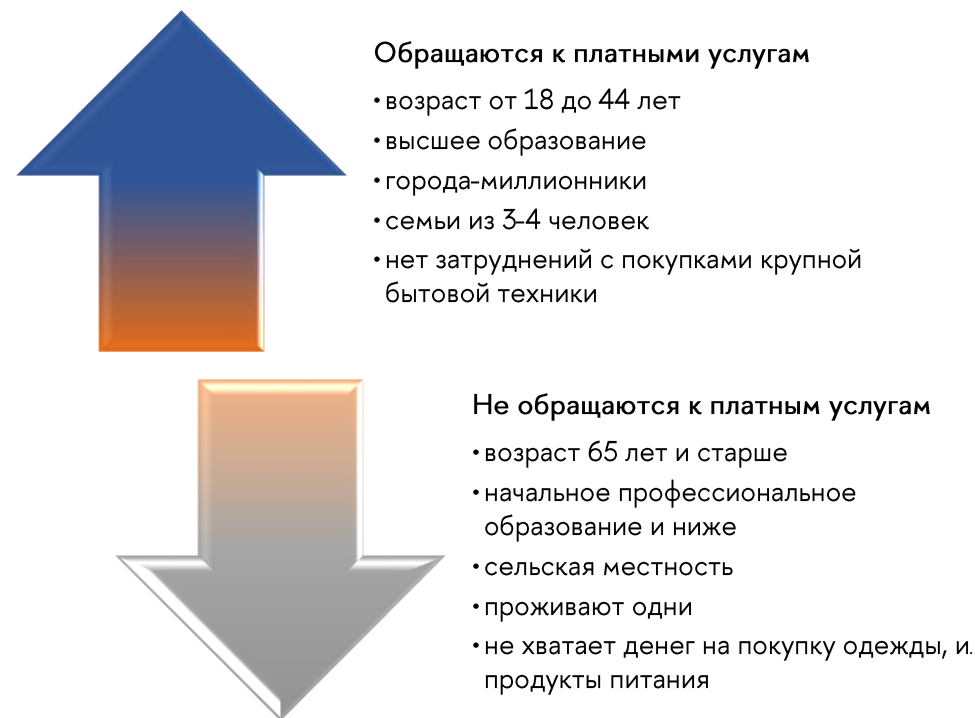 Обращаются к платными услугам
• возраст от 18 до 44 лет
• высшее образование
• города-миллионники
• семьи из 3-4 человек
• нет затруднений с покупками крупной
бытовой техники
Не обращаются к платным услугам
• возраст 65 лет и старше
• начальное профессиональное
образование и ниже
• сельская местность
• проживают одни
• не хватает денег на покупку одежды,
продукты питания